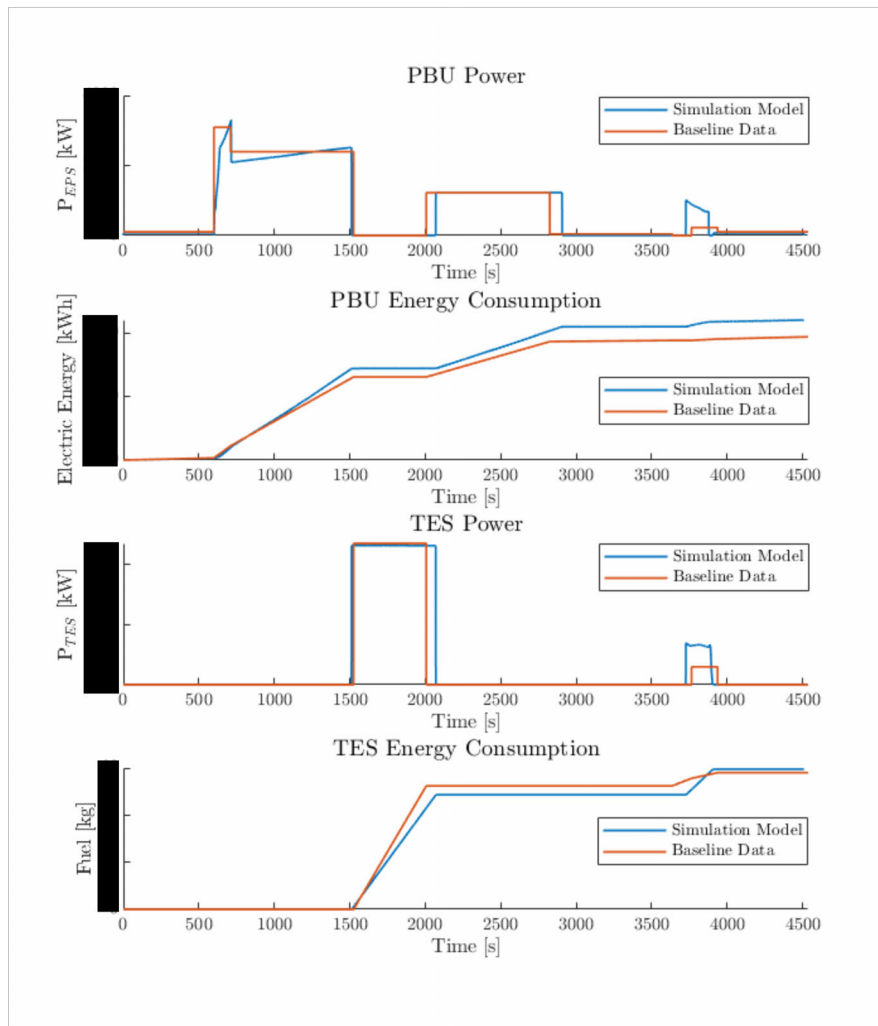 PBU Power
P_EPS [kW]
Simulation Model
Baseline Data
0 500 1000 1500 2000 2500 3000 3500 4000 4500
Time [s]
PBU Energy Consumption
Electric Energy [kWh]
Simulation Model
Baseline Data
0 500 1000 1500 2000 2500 3000 3500 4000 4500
Time [s]
TES Power
P_TES [kW]
Simulation Model
Baseline Data
0 500 1000 1500 2000 2500 3000 3500 4000 4500
Time [s]
TES Energy Consumption
Fuel [kg]
Simulation Model
Baseline Data
0 500 1000 1500 2000 2500 3000 3500 4000 4500
Time [s]